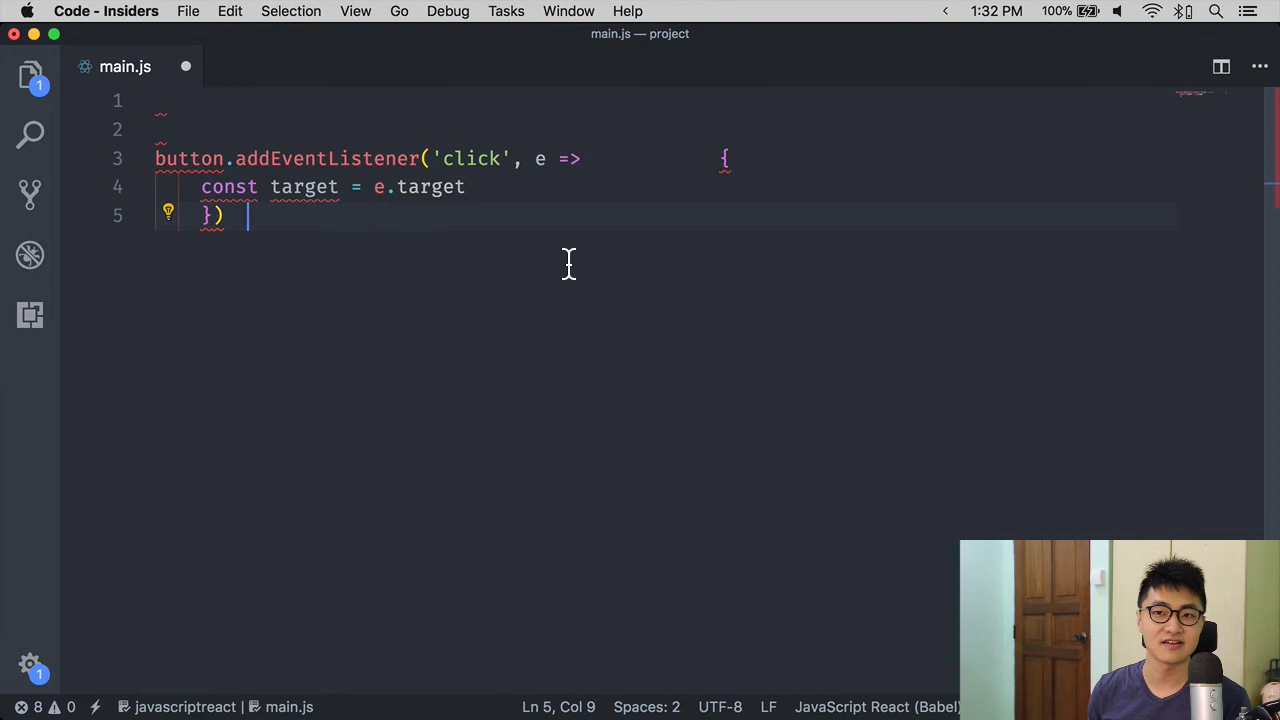 Code - Insiders File Edit Selection View Go Debug Tasks Window Help 1:32 PM 100%
main.js — project
1 main.js
1
2
3 button.addEventListener('click', e => {
4 const target = e.target
5 })
1
8 0 javascriptreact | main.js Ln 5, Col 9 Spaces: 2 UTF-8 LF JavaScript React (Babel)